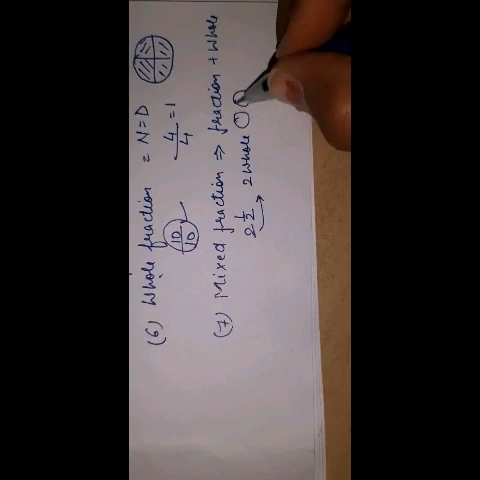 (6) Whole fraction = N=D
10/10 4/4 = 1
(7) Mixed fraction ⇒ fraction + whole
2 1/2 2 whole